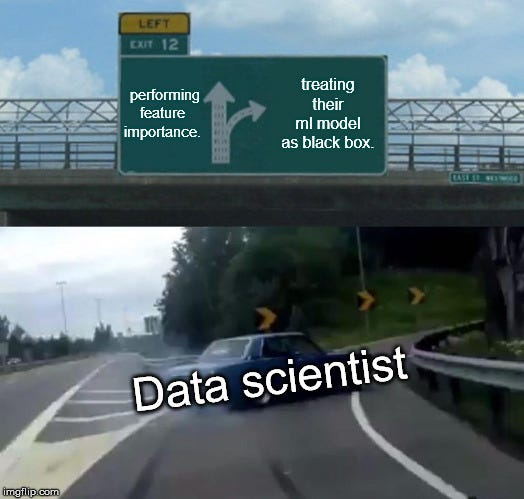 LEFT
EXIT 12
performing
feature
importance.
treating
their
ml model
as black box.
Data scientist
imgflip.com